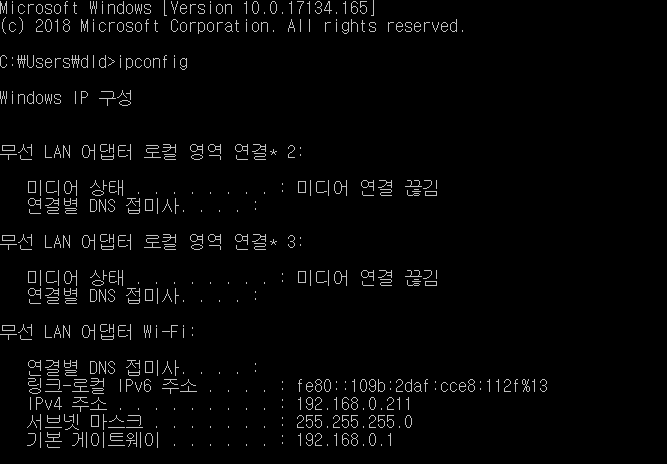 Microsoft Windows [Version 10.0.17134.165]
(c) 2018 Microsoft Corporation. All rights reserved.
C:₩Users₩dld>ipconfig
Windows IP 구성
무선 LAN 어댑터 로컬 영역 연결* 2:
미디어 상태 . . . . . . . . : 미디어 연결 끊김
연결별 DNS 접미사. . . . :
무선 LAN 어댑터 로컬 영역 연결* 3:
미디어 상태 . . . . . . . . : 미디어 연결 끊김
연결별 DNS 접미사. . . . :
무선 LAN 어댑터 Wi-Fi:
연결별 DNS 접미사. . . . :
링크-로컬 IPv6 주소 . . . . : fe80::109b:2daf:cce8:112f%13
IPv4 주소 . . . . . . . . . : 192.168.0.211
서브넷 마스크 . . . . . . . : 255.255.255.0
기본 게이트웨이 . . . . . . : 192.168.0.1